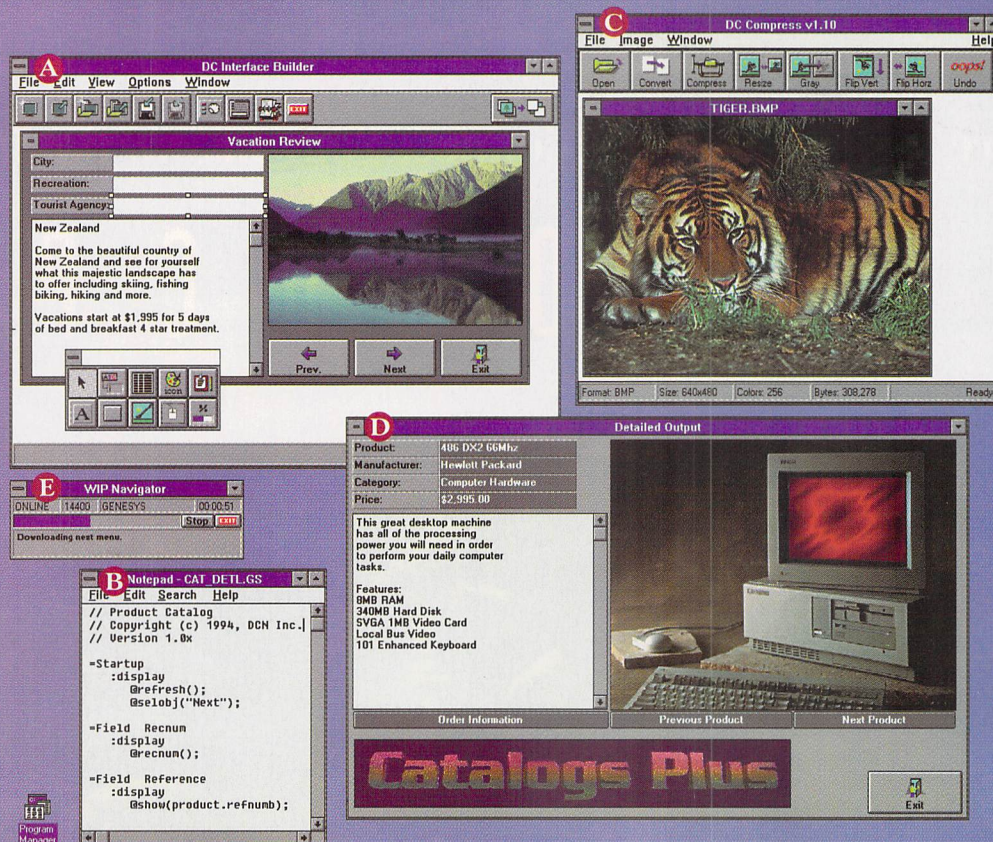 A
DC Interface Builder
File Edit View Options Window
EXIT
Vacation Review
City:
Recreation:
Tourist Agency:
New Zealand
Come to the beautiful country of
New Zealand and see for yourself
what this majestic landscape has
to offer including skiing, fishing
biking, hiking and more.
Vacations start at $1,995 for 5 days
of bed and breakfast 4 star treatment.
Prev. Next Exit
icon
A
C
DC Compress v1.10
File Image Window Help
Open Convert Compress Resize Gray Flip Vert Flip Horz Undo
oops!
TIGER.BMP
Format: BMP Size: 640x480 Colors: 256 Bytes: 308,278 Ready
E
WIP Navigator
ONLINE 14400 GENESYS 00:00:51
Stop EXIT
Downloading next menu.
B
Notepad - CAT_DETL.GS
File Edit Search Help
// Product Catalog
// Copyright (c) 1994, DCN Inc.
// Version 1.0x
=Startup
:display
@refresh();
@selobj("Next");
=Field Recnum
:display
@recnum();
=Field Reference
:display
@show(product.refnumb);
Program
Manager
D
Detailed Output
Product: 486 DX2 66Mhz
Manufacturer: Hewlett Packard
Category: Computer Hardware
Price: $2,995.00
This great desktop machine
has all of the processing
power you will need in order
to perform your daily computer
tasks.
Features:
8MB RAM
340MB Hard Disk
SVGA 1MB Video Card
Local Bus Video
101 Enhanced Keyboard
Order Information Previous Product Next Product
Catalogs Plus
Exit